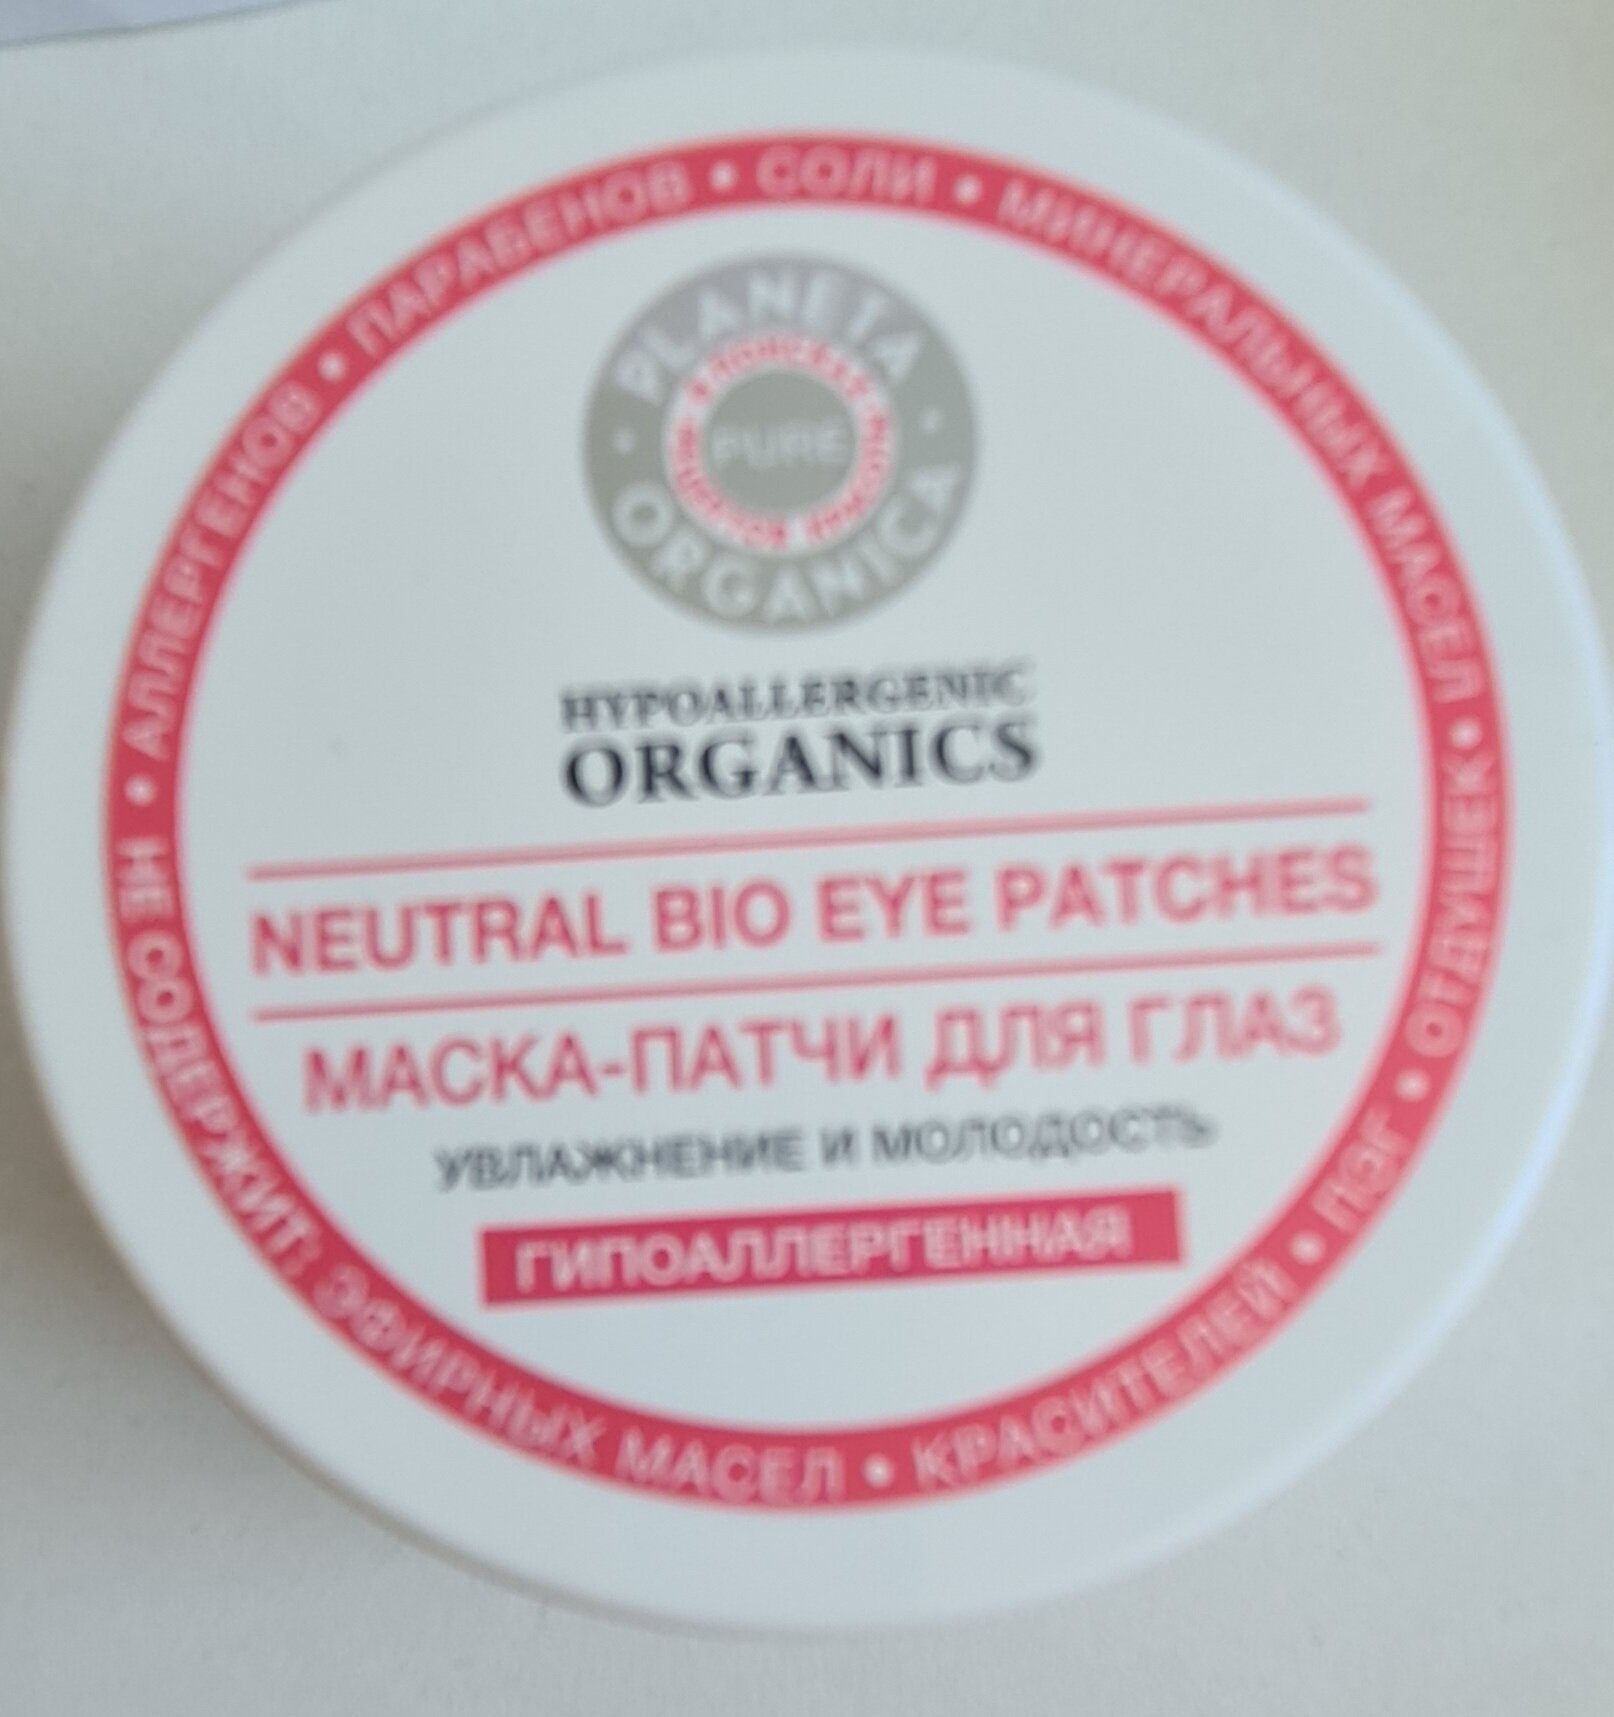 НЕ СОДЕРЖИТ: ЭФИРНЫХ МАСЕЛ • КРАСИТЕЛЕЙ • ПЭГ • ОТДУШЕК • МИНЕРАЛЬНЫХ МАСЕЛ • СОЛИ • ПАРАБЕНОВ • АЛЛЕРГЕНОВ •
PLANETA
ORGANICA
РЕЦЕПТОВ
PURE
HYPOALLERGENIC
ORGANICS
NEUTRAL BIO EYE PATCHES
МАСКА-ПАТЧИ ДЛЯ ГЛАЗ
УВЛАЖНЕНИЕ И МОЛОДОСТЬ
ГИПОАЛЛЕРГЕННАЯ